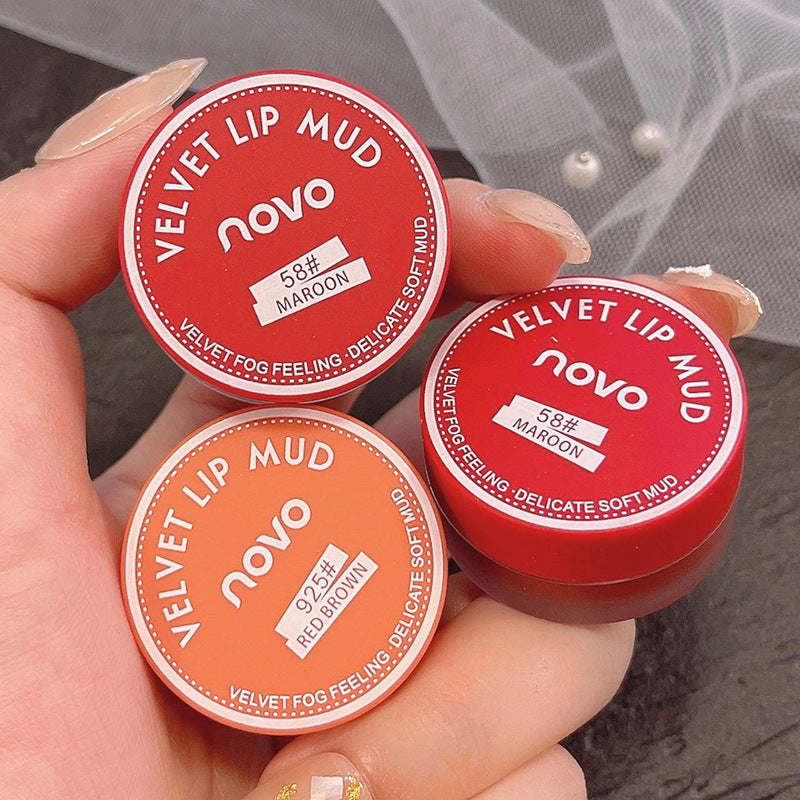 VELVET LIP MUD
novo
58#
MAROON
VELVET FOG FEELING · DELICATE SOFT MUD
VELVET LIP MUD
novo
58#
MAROON
VELVET FOG FEELING · DELICATE SOFT MUD
VELVET LIP MUD
novo
925#
RED BROWN
VELVET FOG FEELING · DELICATE SOFT MUD